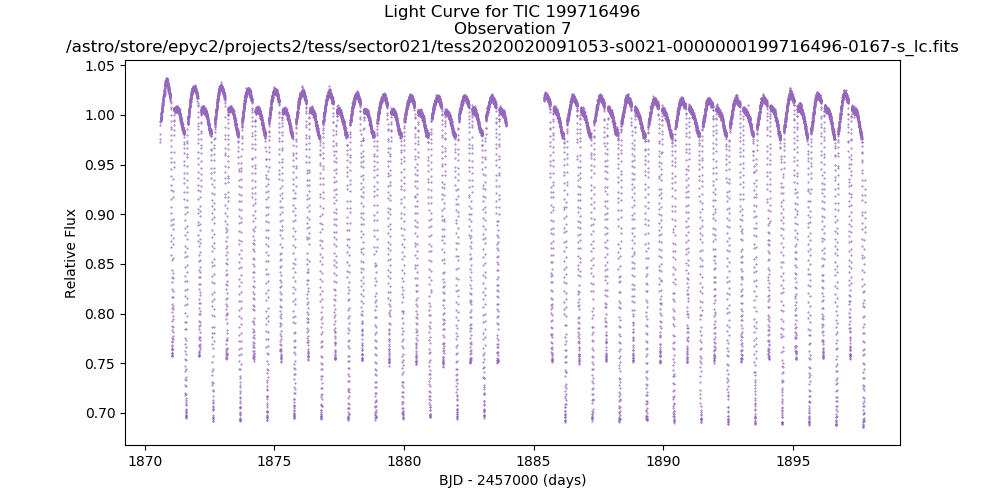 Light Curve for TIC 199716496
Observation 7
/astro/store/epyc2/projects2/tess/sector021/tess2020020091053-s0021-0000000199716496-0167-s_lc.fits
1.05
1.00
0.95
0.90
0.85
0.80
0.75
0.70
Relative Flux
1870
1875
1880
1885
1890
1895
BJD - 2457000 (days)